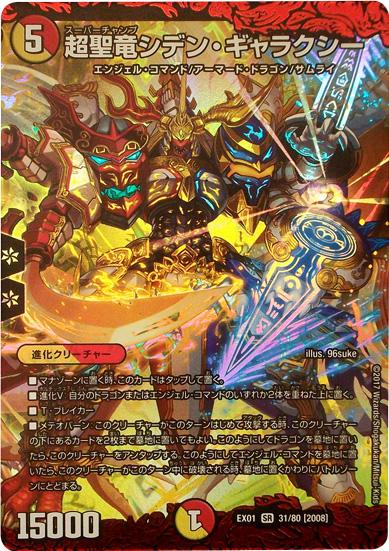 5
スーパーチャンプ
超聖竜シデン・ギャラクシー
エンジェル・コマンド/アーマード・ドラゴン/サムライ
進化クリーチャー
illus. 96suke
■マナゾーンに置く時、このカードはタップして置く。
■進化V 自分のドラゴンまたはエンジェル・コマンドのいずれか2体を重ねた上に置く。
■T・ブレイカー
■メテオバーン-このクリーチャーがこのターンはじめて攻撃する時、このクリーチャー
の下にあるカードを2枚まで墓地に置いてもよい。このようにしてドラゴンを墓地に置い
たら、このクリーチャーをアンタップする。このようにしてエンジェル・コマンドを墓地に置
いたら、このクリーチャーがこのターン中に破壊される時、墓地に置くかわりにバトルゾー
ンにとどまる。
©2017 Wizards/Shogakukan/Mitsui-Kids
15000
T
EX01 SR 31/80 [2008]